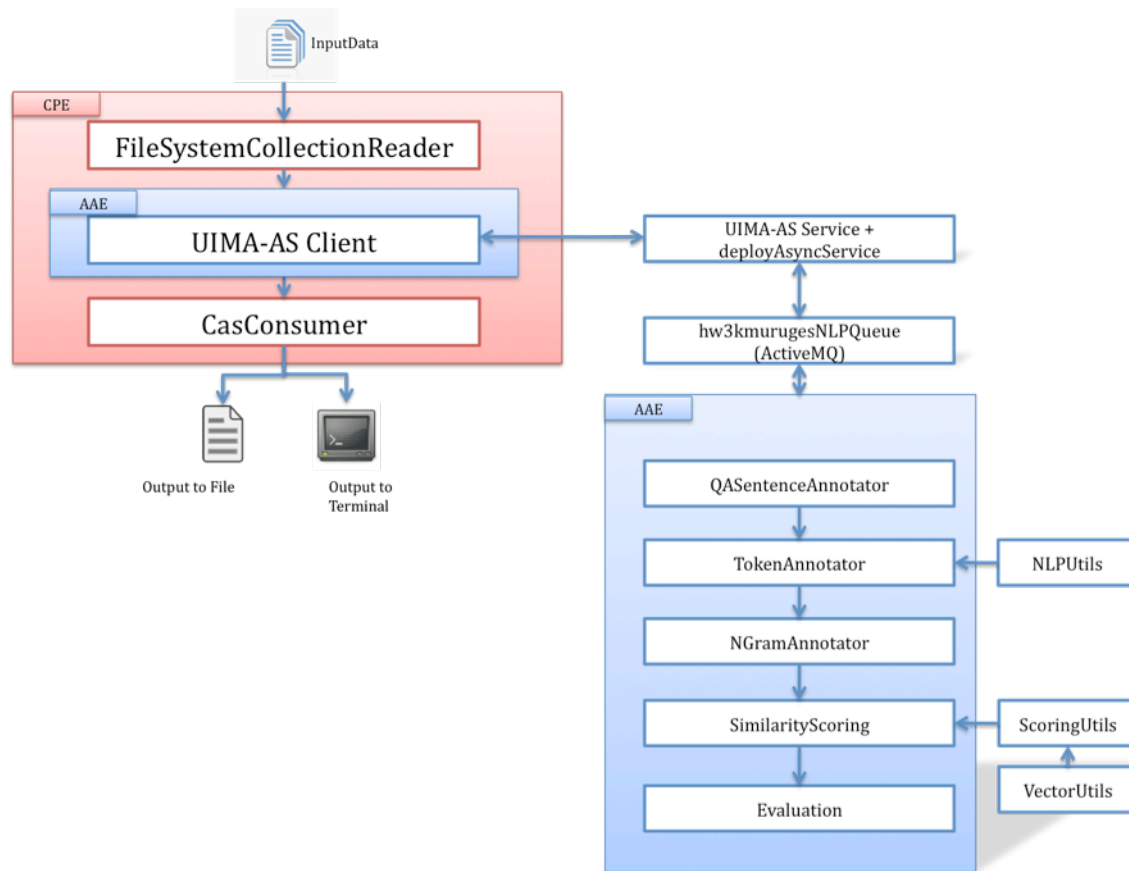 InputData
CPE
FileSystemCollectionReader
AAE
UIMA-AS Client
CasConsumer
Output to File
Output to
Terminal
UIMA-AS Service +
deployAsyncService
hw3kmurugesNLPQueue
(ActiveMQ)
AAE
QASentenceAnnotator
TokenAnnotator
NLPUtils
NGramAnnotator
SimilarityScoring
ScoringUtils
VectorUtils
Evaluation